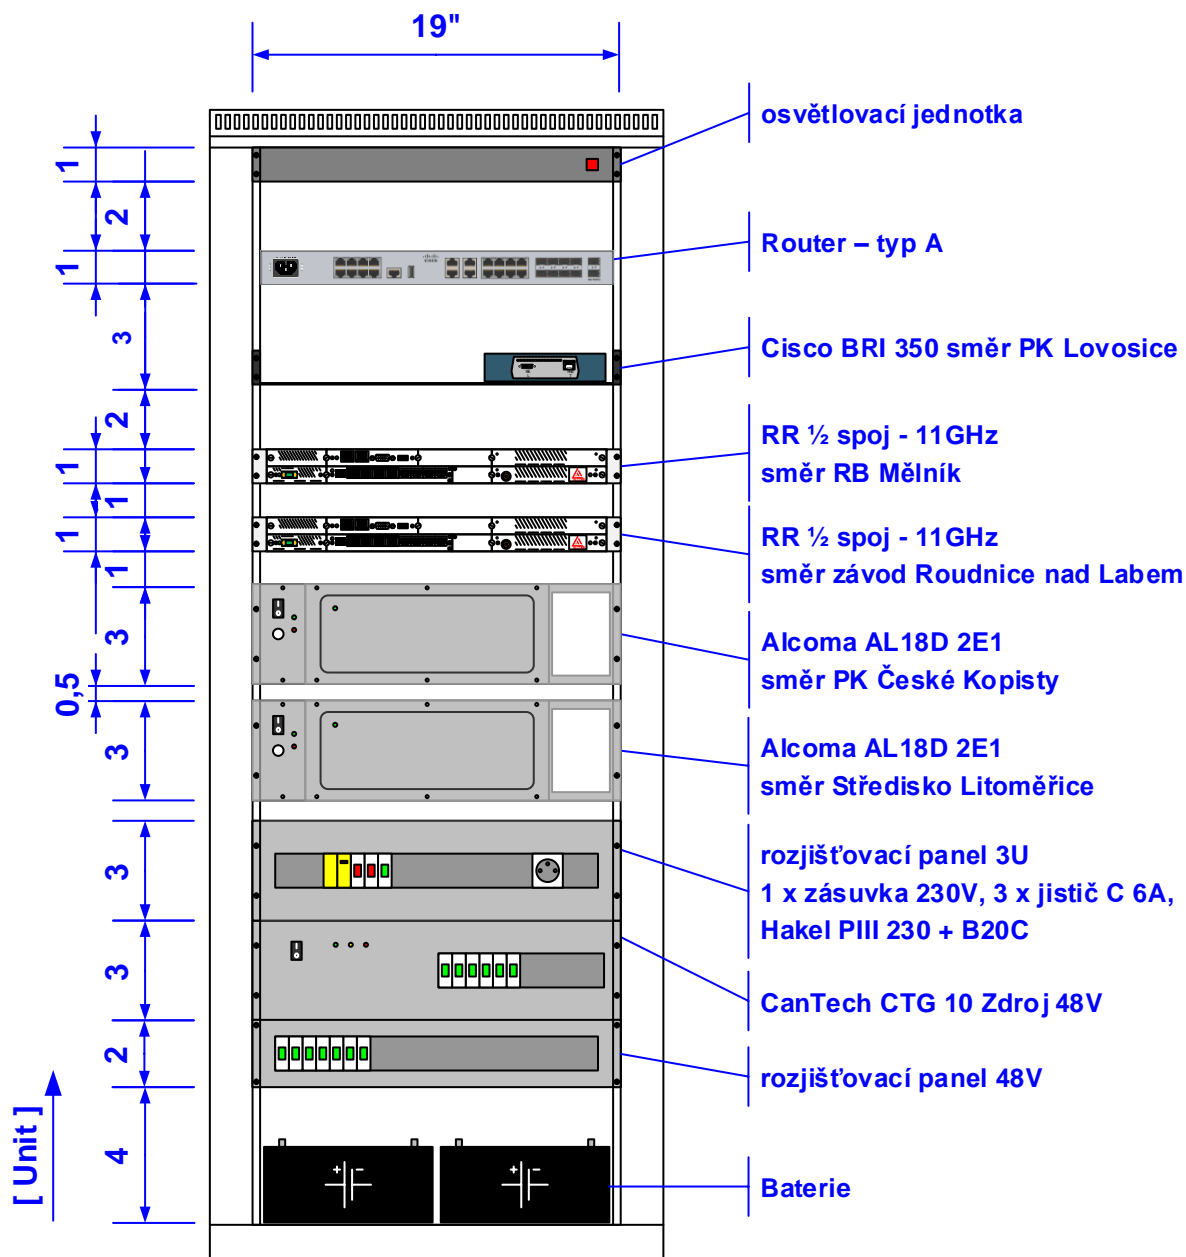 19"
osvětlovací jednotka
1
2
Router – typ A
1
3
Cisco BRI 350 směr PK Lovosice
2
RR ½ spoj - 11GHz
směr RB Mělník
1
1
RR ½ spoj - 11GHz
směr závod Roudnice nad Labem
1
1
Alcoma AL18D 2E1
směr PK České Kopisty
3
0,5
Alcoma AL18D 2E1
směr Středisko Litoměřice
3
rozjišťovací panel 3U
1 x zásuvka 230V, 3 x jistič C 6A,
Hakel PIII 230 + B20C
3
CanTech CTG 10 Zdroj 48V
3
rozjišťovací panel 48V
2
[ Unit ]
4
+ -
+ -
Baterie